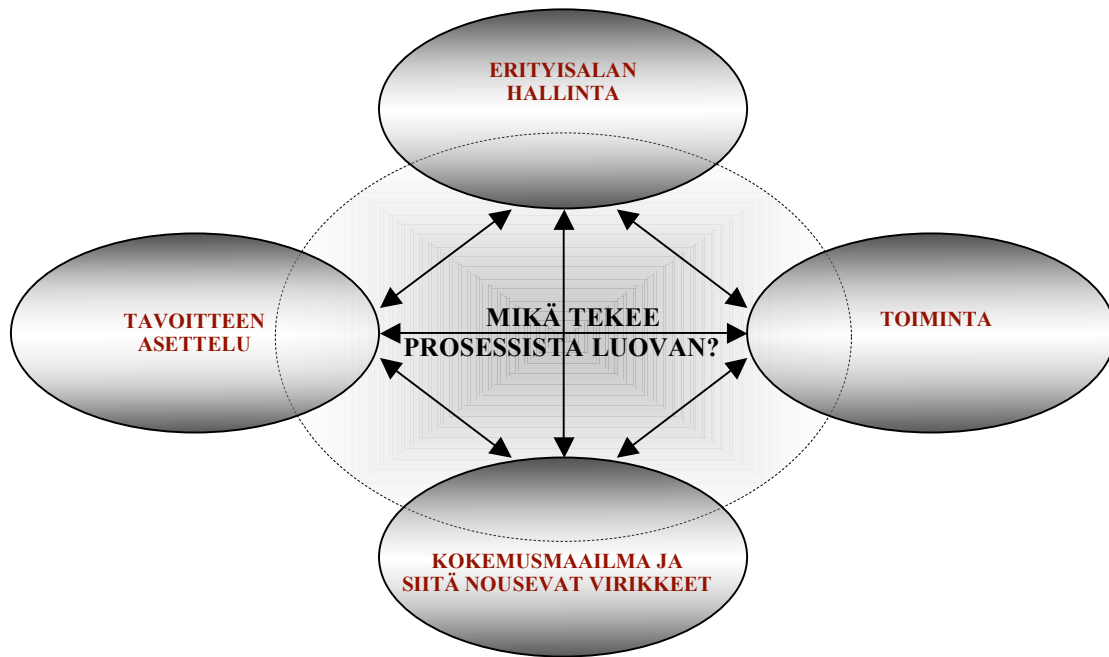 ERITYISALAN
HALLINTA
TAVOITTEEN
ASETTELU
MIKÄ TEKEE
PROSESSISTA LUOVAN?
TOIMINTA
KOKEMUSMAAILMA JA
SIITÄ NOUSEVAT VIRIKKEET